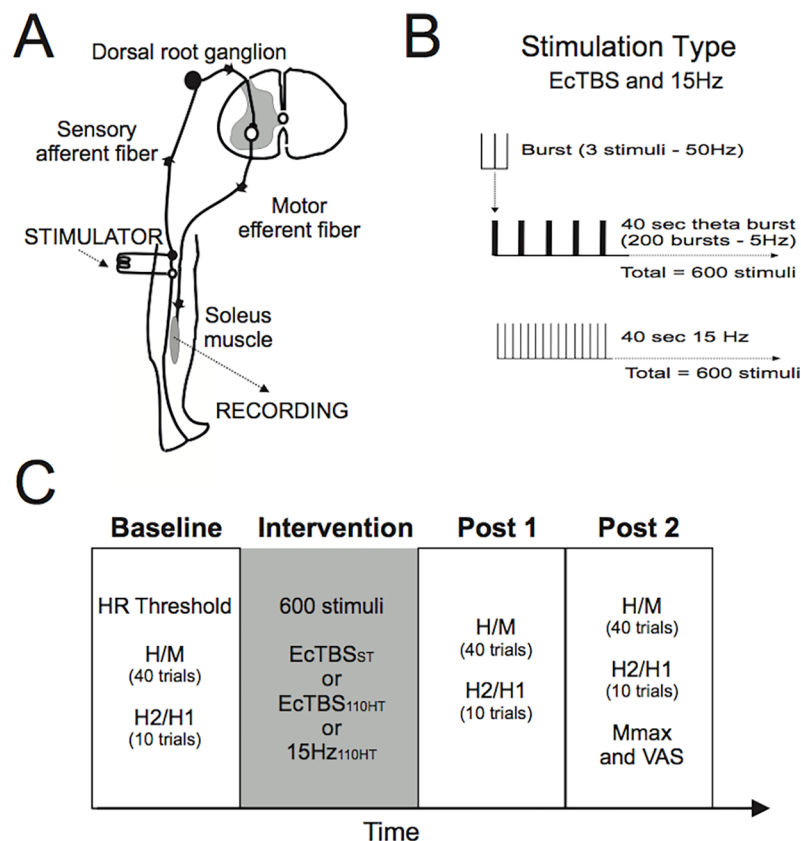 A
Dorsal root ganglion
Sensory
afferent fiber
Motor
efferent fiber
STIMULATOR
Soleus
muscle
RECORDING
B
Stimulation Type
EcTBS and 15Hz
Burst (3 stimuli - 50Hz)
40 sec theta burst
(200 bursts - 5Hz)
Total = 600 stimuli
40 sec 15 Hz
Total = 600 stimuli
C
Baseline
HR Threshold
H/M
(40 trials)
H2/H1
(10 trials)
Intervention
600 stimuli
EcTBSST
or
EcTBS110HT
or
15Hz110HT
Post 1
H/M
(40 trials)
H2/H1
(10 trials)
Post 2
H/M
(40 trials)
H2/H1
(10 trials)
Mmax
and VAS
Time